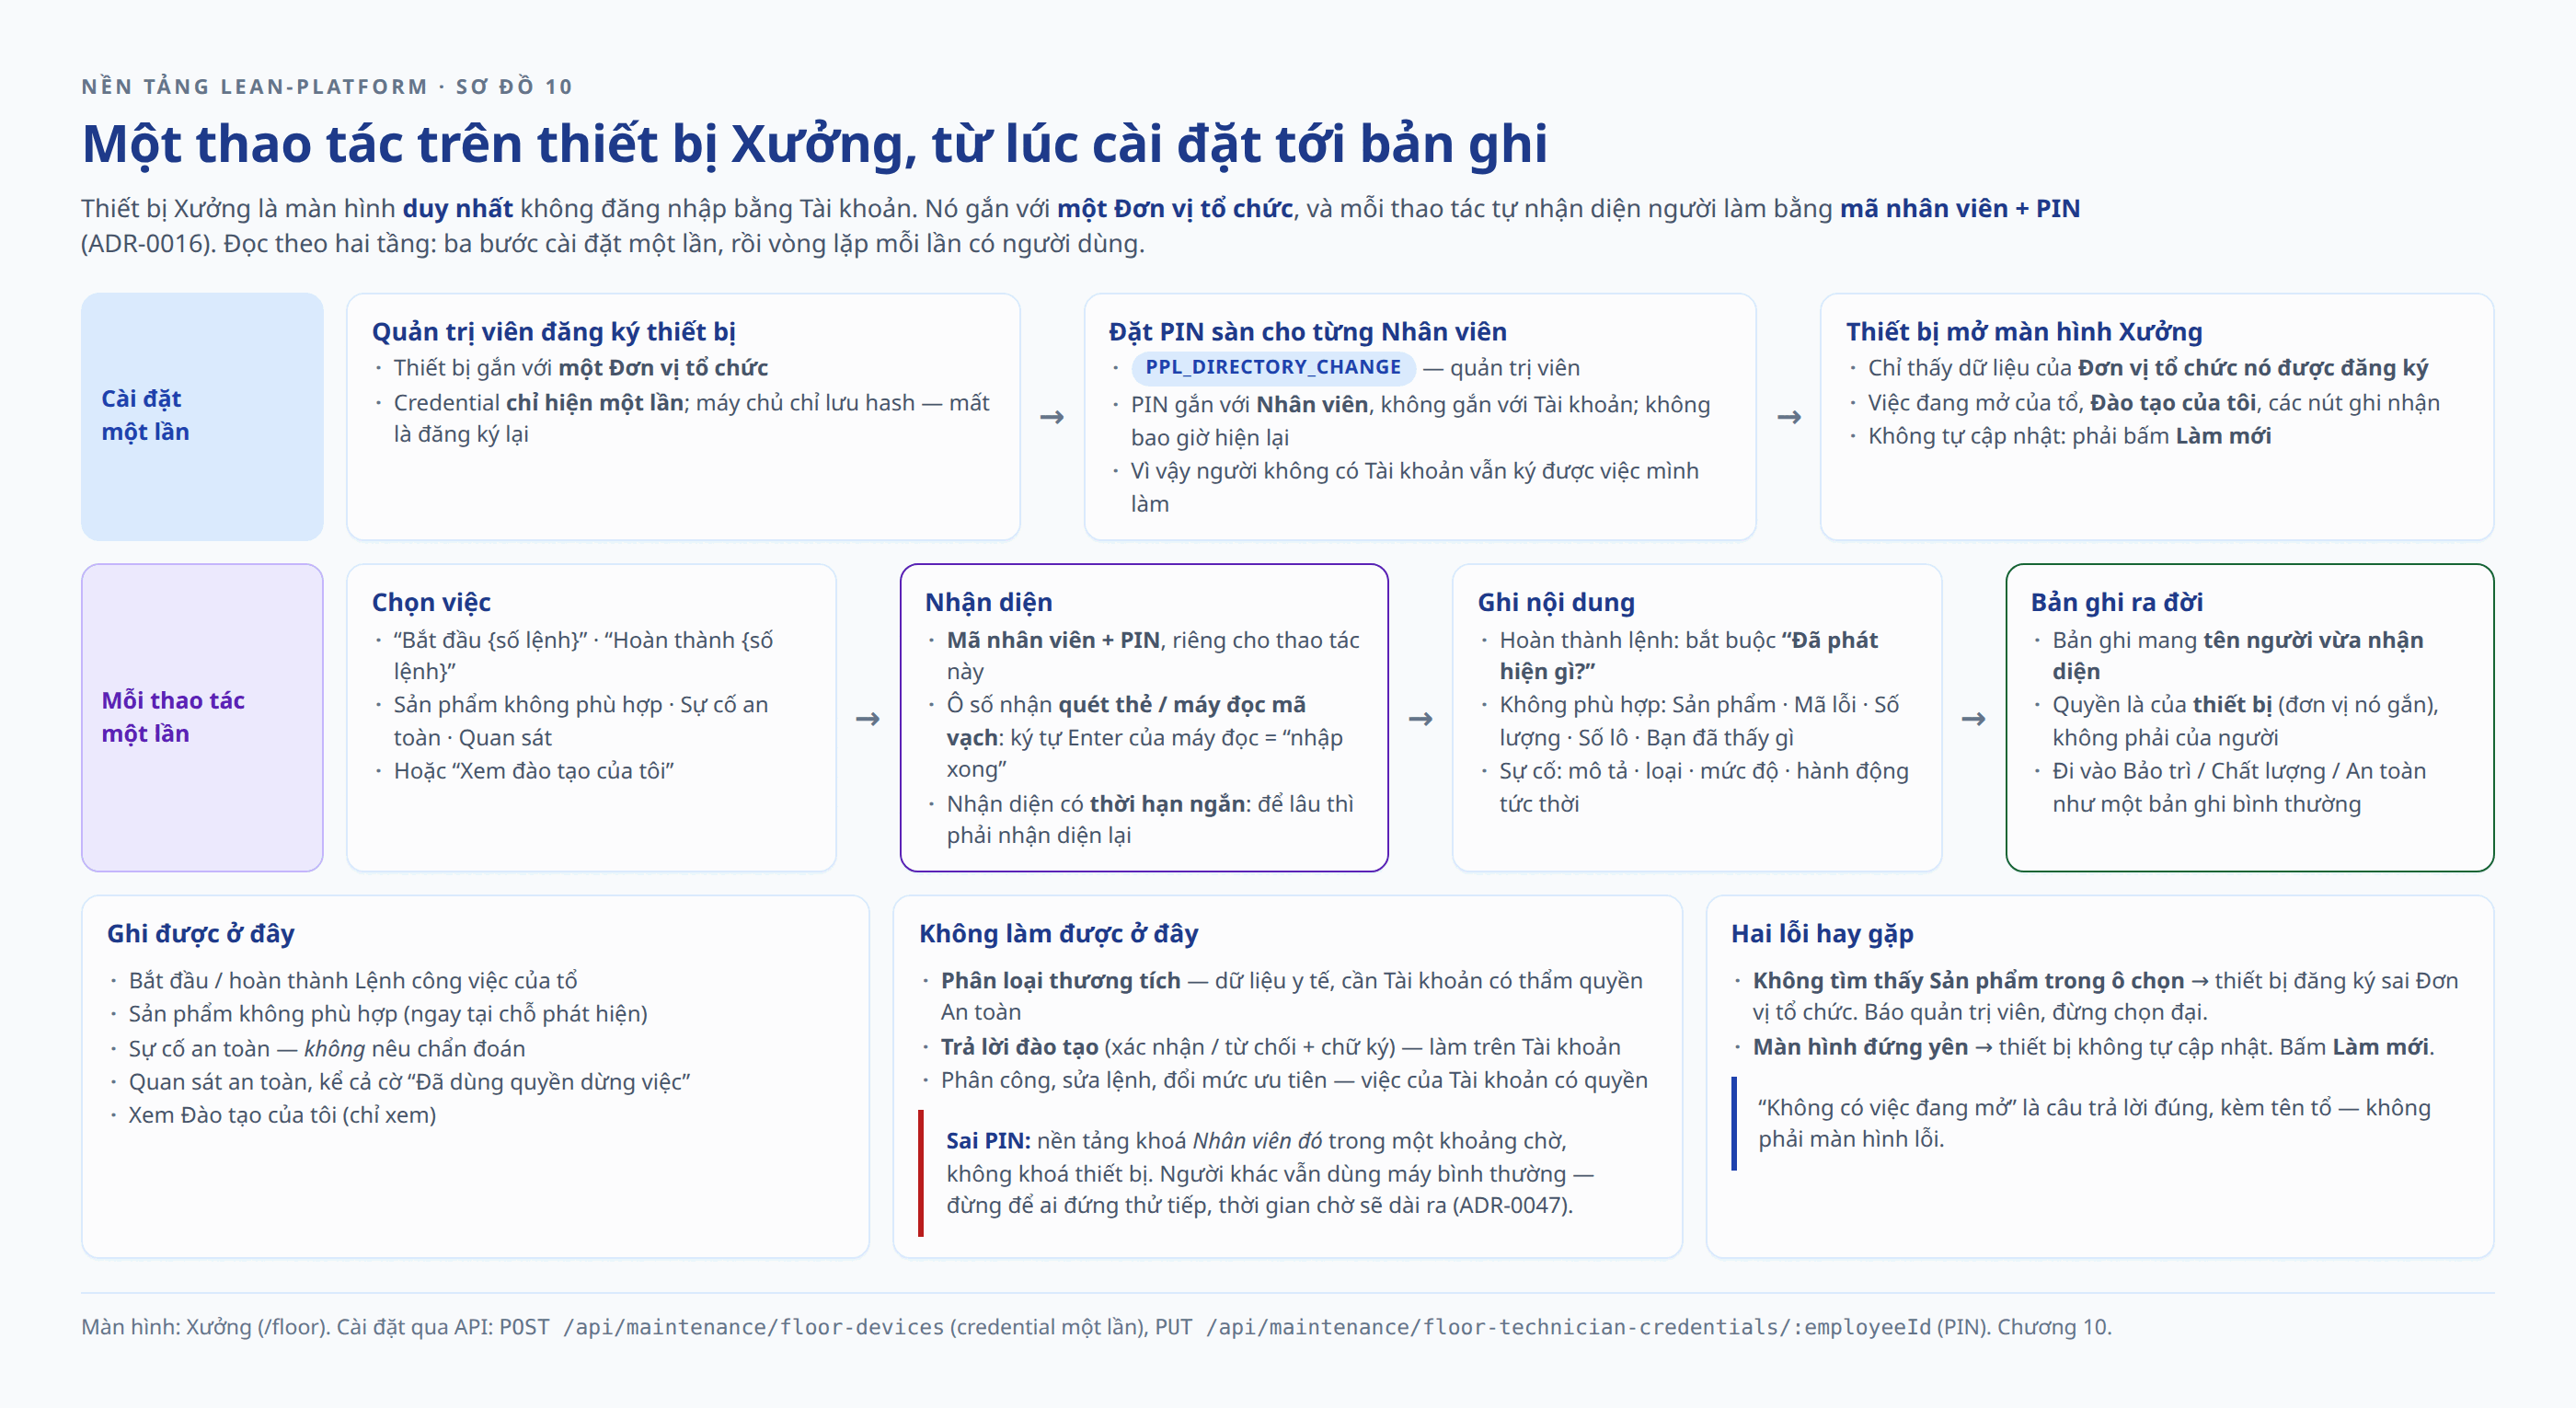 NỀN TẢNG LEAN-PLATFORM · SƠ ĐỒ 10
Một thao tác trên thiết bị Xưởng, từ lúc cài đặt tới bản ghi
Thiết bị Xưởng là màn hình duy nhất không đăng nhập bằng Tài khoản. Nó gắn với một Đơn vị tổ chức, và mỗi thao tác tự nhận diện người làm bằng mã nhân viên + PIN
(ADR-0016). Đọc theo hai tầng: ba bước cài đặt một lần, rồi vòng lặp mỗi lần có người dùng.
Cài đặt
một lần
Quản trị viên đăng ký thiết bị
· Thiết bị gắn với một Đơn vị tổ chức
· Credential chỉ hiện một lần; máy chủ chỉ lưu hash — mất
là đăng ký lại
→
Đặt PIN sàn cho từng Nhân viên
· PPL_DIRECTORY_CHANGE — quản trị viên
· PIN gắn với Nhân viên, không gắn với Tài khoản; không
bao giờ hiện lại
· Vì vậy người không có Tài khoản vẫn ký được việc mình
làm
→
Thiết bị mở màn hình Xưởng
· Chỉ thấy dữ liệu của Đơn vị tổ chức nó được đăng ký
· Việc đang mở của tổ, Đào tạo của tôi, các nút ghi nhận
· Không tự cập nhật: phải bấm Làm mới
Mỗi thao tác
một lần
Chọn việc
· “Bắt đầu {số lệnh}” · “Hoàn thành {số
lệnh}”
· Sản phẩm không phù hợp · Sự cố an
toàn · Quan sát
· Hoặc “Xem đào tạo của tôi”
→
Nhận diện
· Mã nhân viên + PIN, riêng cho thao tác
này
· Ô số nhận quét thẻ / máy đọc mã
vạch: ký tự Enter của máy đọc = “nhập
xong”
· Nhận diện có thời hạn ngắn: để lâu thì
phải nhận diện lại
→
Ghi nội dung
· Hoàn thành lệnh: bắt buộc “Đã phát
hiện gì?”
· Không phù hợp: Sản phẩm · Mã lỗi · Số
lượng · Số lô · Bạn đã thấy gì
· Sự cố: mô tả · loại · mức độ · hành động
tức thời
→
Bản ghi ra đời
· Bản ghi mang tên người vừa nhận
diện
· Quyền là của thiết bị (đơn vị nó gắn),
không phải của người
· Đi vào Bảo trì / Chất lượng / An toàn
như một bản ghi bình thường
Ghi được ở đây
· Bắt đầu / hoàn thành Lệnh công việc của tổ
· Sản phẩm không phù hợp (ngay tại chỗ phát hiện)
· Sự cố an toàn — không nêu chẩn đoán
· Quan sát an toàn, kể cả cờ “Đã dùng quyền dừng việc”
· Xem Đào tạo của tôi (chỉ xem)
Không làm được ở đây
· Phân loại thương tích — dữ liệu y tế, cần Tài khoản có thẩm quyền
An toàn
· Trả lời đào tạo (xác nhận / từ chối + chữ ký) — làm trên Tài khoản
· Phân công, sửa lệnh, đổi mức ưu tiên — việc của Tài khoản có quyền
Sai PIN: nền tảng khoá Nhân viên đó trong một khoảng chờ,
không khoá thiết bị. Người khác vẫn dùng máy bình thường —
đừng để ai đứng thử tiếp, thời gian chờ sẽ dài ra (ADR-0047).
Hai lỗi hay gặp
· Không tìm thấy Sản phẩm trong ô chọn → thiết bị đăng ký sai Đơn
vị tổ chức. Báo quản trị viên, đừng chọn đại.
· Màn hình đứng yên → thiết bị không tự cập nhật. Bấm Làm mới.
“Không có việc đang mở” là câu trả lời đúng, kèm tên tổ — không
phải màn hình lỗi.
Màn hình: Xưởng (/floor). Cài đặt qua API: POST /api/maintenance/floor-devices (credential một lần), PUT /api/maintenance/floor-technician-credentials/:employeeId (PIN). Chương 10.